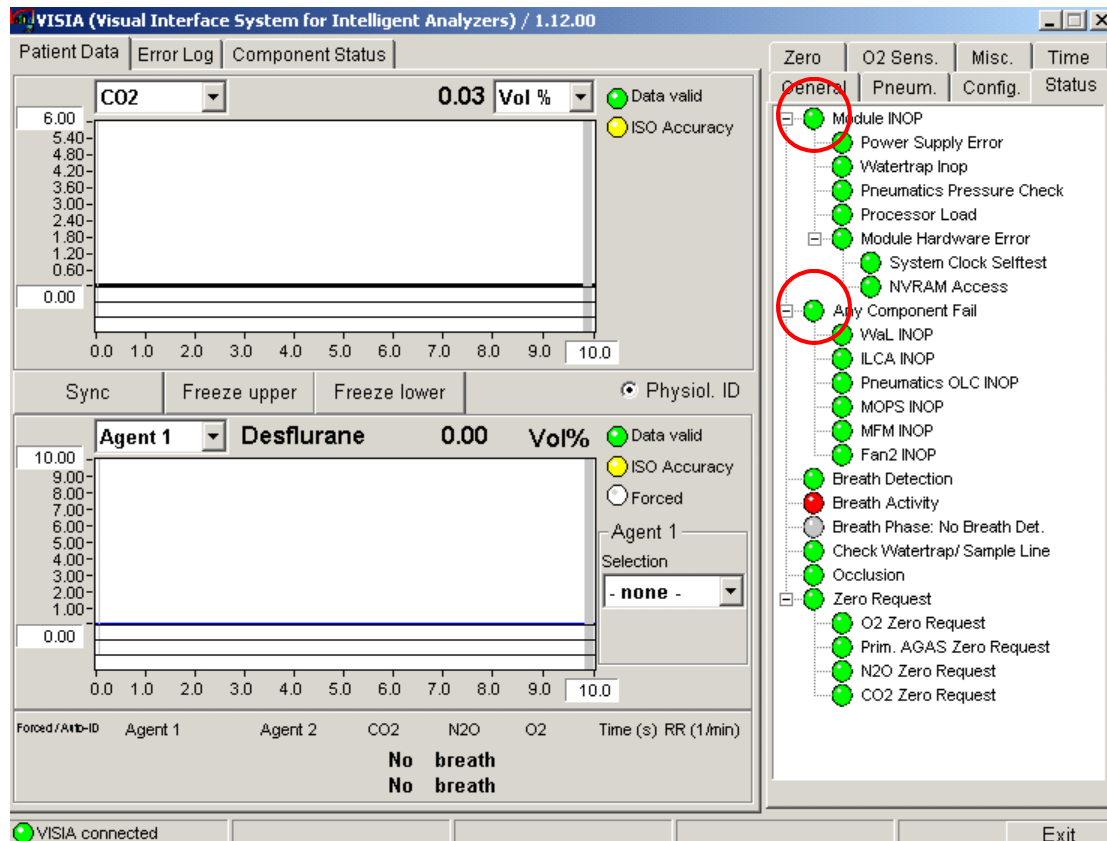 VISIA (Visual Interface System for Intelligent Analyzers) / 1.12.00
Patient Data Error Log Component Status
CO2 0.03 Vol % Data valid
ISO Accuracy
6.00
5.40
4.80
4.20
3.60
3.00
2.40
1.80
1.20
0.60
0.00
0.0 1.0 2.0 3.0 4.0 5.0 6.0 7.0 8.0 9.0 10.0
Sync Freeze upper Freeze lower Physiol. ID
Agent 1 Desflurane 0.00 Vol% Data valid
ISO Accuracy
Forced
10.00
9.00
8.00
7.00
6.00
5.00
4.00
3.00
2.00
1.00
0.00
Agent 1
Selection
- none -
0.0 1.0 2.0 3.0 4.0 5.0 6.0 7.0 8.0 9.0 10.0
Forced / Auto-ID Agent 1 Agent 2 CO2 N2O O2 Time (s) RR (1/min)
No breath
No breath
Zero O2 Sens. Misc. Time
General Pneum. Config. Status
Module INOP
Power Supply Error
Watertrap Inop
Pneumatics Pressure Check
Processor Load
Module Hardware Error
System Clock Selftest
NVRAM Access
Any Component Fail
WaL INOP
ILCA INOP
Pneumatics OLC INOP
MOPS INOP
MFM INOP
Fan2 INOP
Breath Detection
Breath Activity
Breath Phase: No Breath Det.
Check Watertrap/ Sample Line
Occlusion
Zero Request
O2 Zero Request
Prim. AGAS Zero Request
N2O Zero Request
CO2 Zero Request
VISIA connected Exit